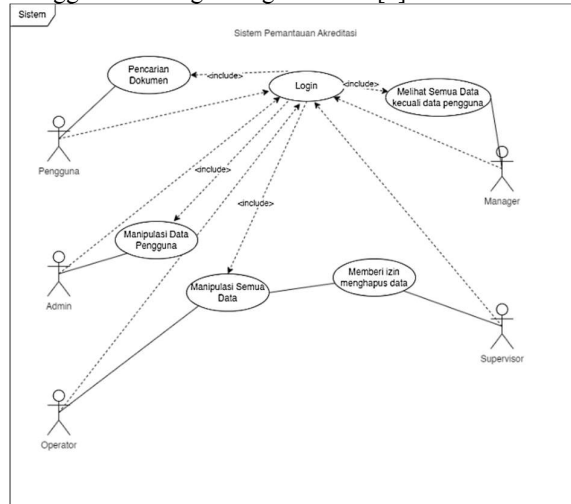 Sistem
Sistem Pemantauan Akreditasi
Pencarian
Dokumen
<include>
Login
<include>
Melihat Semua Data
kecuali data pengguna
Pengguna
Manager
<include>
<include>
Manipulasi Data
Pengguna
Admin
Manipulasi Semua
Data
Memberi izin
menghapus data
Supervisor
Operator